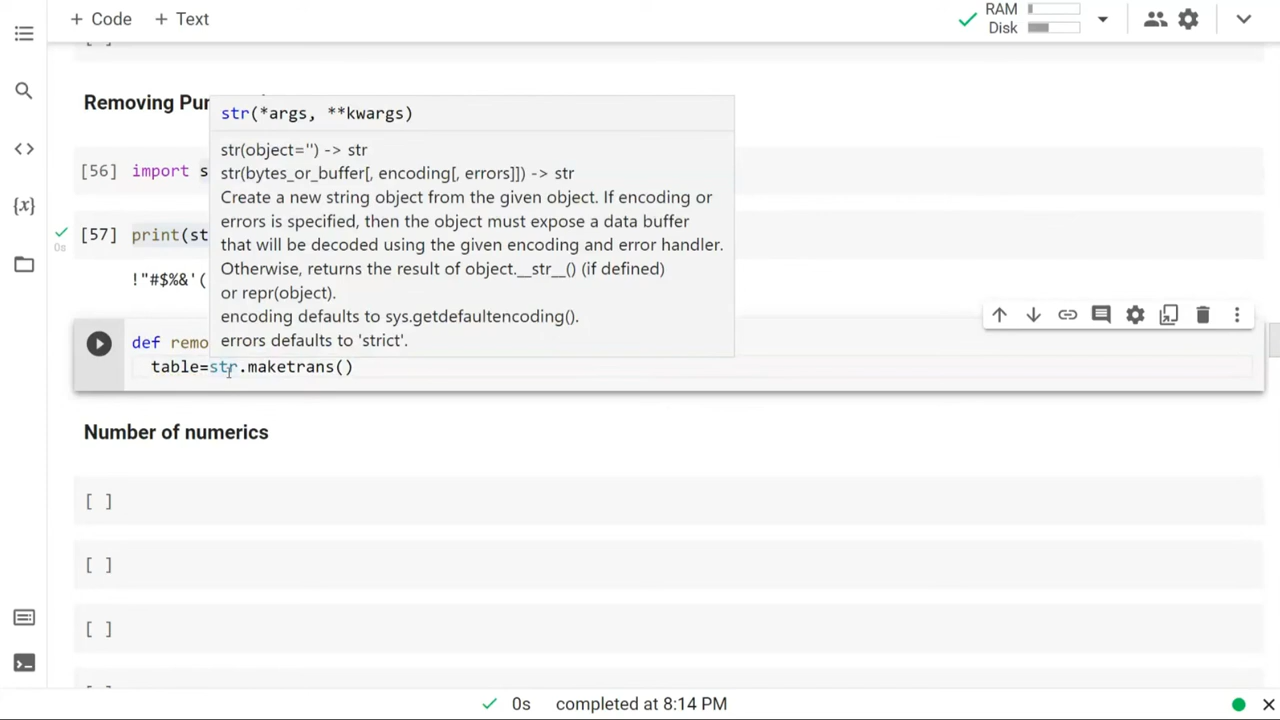 + Code + Text
RAM
Disk
[ ]
Removing Pun
str(*args, **kwargs)
str(object='') -> str
str(bytes_or_buffer[, encoding[, errors]]) -> str
Create a new string object from the given object. If encoding or
errors is specified, then the object must expose a data buffer
that will be decoded using the given encoding and error handler.
Otherwise, returns the result of object.__str__() (if defined)
or repr(object).
encoding defaults to sys.getdefaultencoding().
errors defaults to 'strict'.
[56] import s
[57] print(st
0s
!"#$%&'(
def remo
table=str.maketrans()
Number of numerics
[ ]
[ ]
[ ]
0s completed at 8:14 PM